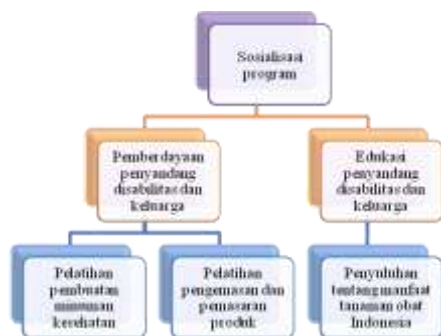 Sosialisasi
program
Pemberdayaan
penyandang
disabilitas dan
keluarga
Edukasi
penyandang
disabilitas dan
keluarga
Pelatihan
pembuatan
minuman
kesehatan
Pelatihan
pengemasan dan
pemasaran
produk
Penyuluhan
tentang manfaat
tanaman obat
Indonesia